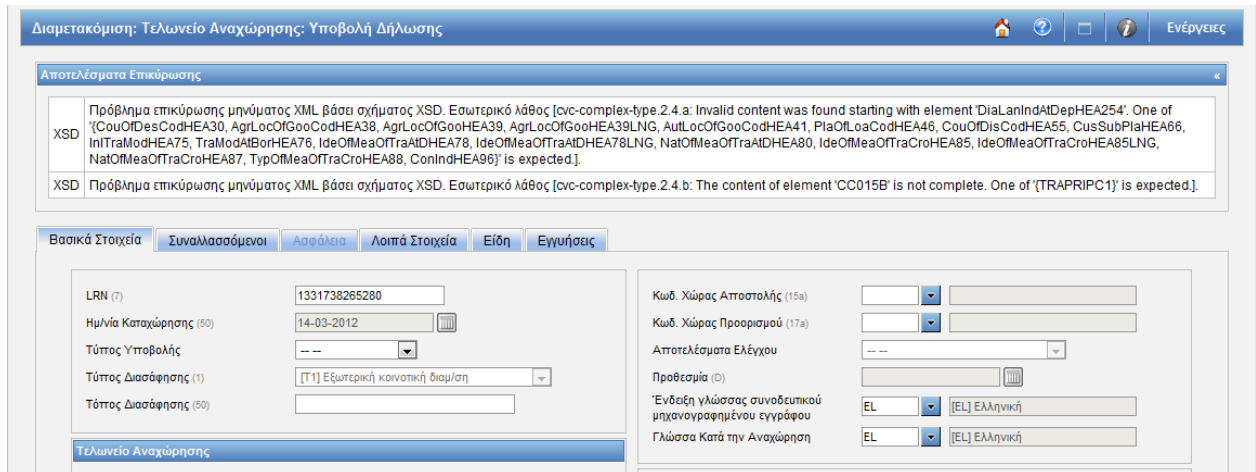 Διαμετακόμιση: Τελωνείο Αναχώρησης: Υποβολή Δήλωσης
Ενέργειες
Αποτελέσματα Επικύρωσης
«
XSD
Πρόβλημα επικύρωσης μηνύματος XML βάσει σχήματος XSD. Εσωτερικό λάθος [cvc-complex-type.2.4.a: Invalid content was found starting with element 'DiaLanIndAtDepHEA254'. One of
'{CouOfDesCodHEA30, AgrLocOfGooCodHEA38, AgrLocOfGooHEA39, AgrLocOfGooHEA39LNG, AutLocOfGooCodHEA41, PlaOfLoaCodHEA46, CouOfDisCodHEA55, CusSubPlaHEA66,
InlTraModHEA75, TraModAtBorHEA76, IdeOfMeaOfTraAtDHEA78, IdeOfMeaOfTraAtDHEA78LNG, NatOfMeaOfTraAtDHEA80, IdeOfMeaOfTraCroHEA85, IdeOfMeaOfTraCroHEA85LNG,
NatOfMeaOfTraCroHEA87, TypOfMeaOfTraCroHEA88, ConIndHEA96}' is expected.].
XSD Πρόβλημα επικύρωσης μηνύματος XML βάσει σχήματος XSD. Εσωτερικό λάθος [cvc-complex-type.2.4.b: The content of element 'CC015B' is not complete. One of '{TRAPRIPC1}' is expected.].
Βασικά Στοιχεία Συναλλασσόμενοι Ασφάλεια Λοιπά Στοιχεία Είδη Εγγυήσεις
LRN (7) 1331738265280
Ημ/νία Καταχώρησης (50) 14-03-2012
Τύπος Υποβολής -- --
Τύπος Διασάφησης (1) [T1] Εξωτερική κοινοτική διαμ/ση
Τόπος Διασάφησης (50)
Τελωνείο Αναχώρησης
Κωδ. Χώρας Αποστολής (15a)
Κωδ. Χώρας Προορισμού (17a)
Αποτελέσματα Ελέγχου -- --
Προθεσμία (D)
Ένδειξη γλώσσας συνοδευτικού
μηχανογραφημένου εγγράφου EL [EL] Ελληνική
Γλώσσα Κατά την Αναχώρηση EL [EL] Ελληνική